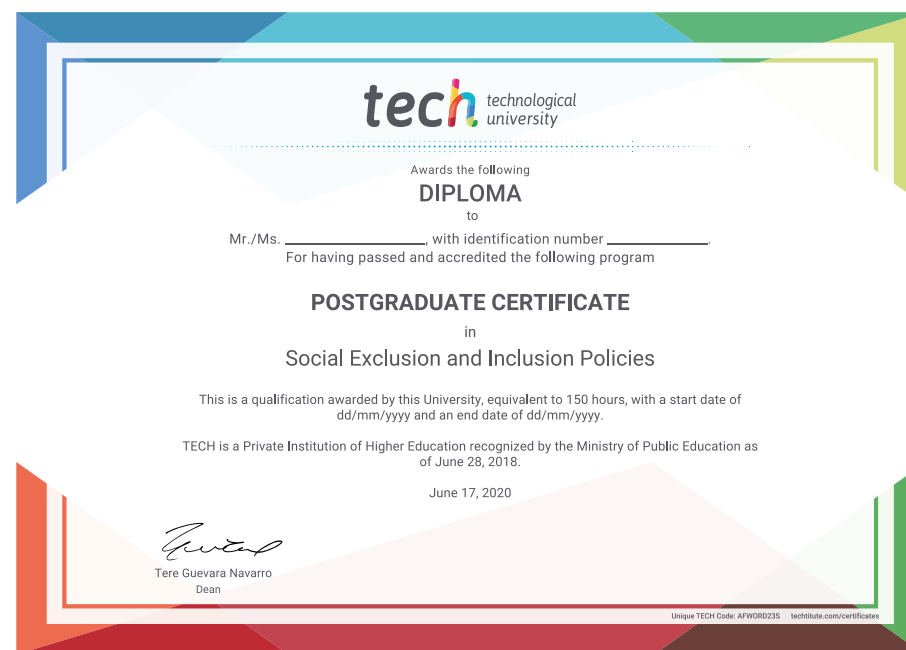 tech technological
university
Awards the following
DIPLOMA
to
Mr./Ms. ____________________, with identification number ______________.
For having passed and accredited the following program
POSTGRADUATE CERTIFICATE
in
Social Exclusion and Inclusion Policies
This is a qualification awarded by this University, equivalent to 150 hours, with a start date of
dd/mm/yyyy and an end date of dd/mm/yyyy.
TECH is a Private Institution of Higher Education recognized by the Ministry of Public Education as
of June 28, 2018.
June 17, 2020
Tere Guevara Navarro
Dean
Unique TECH Code: AFWORD23S techtitute.com/certificates